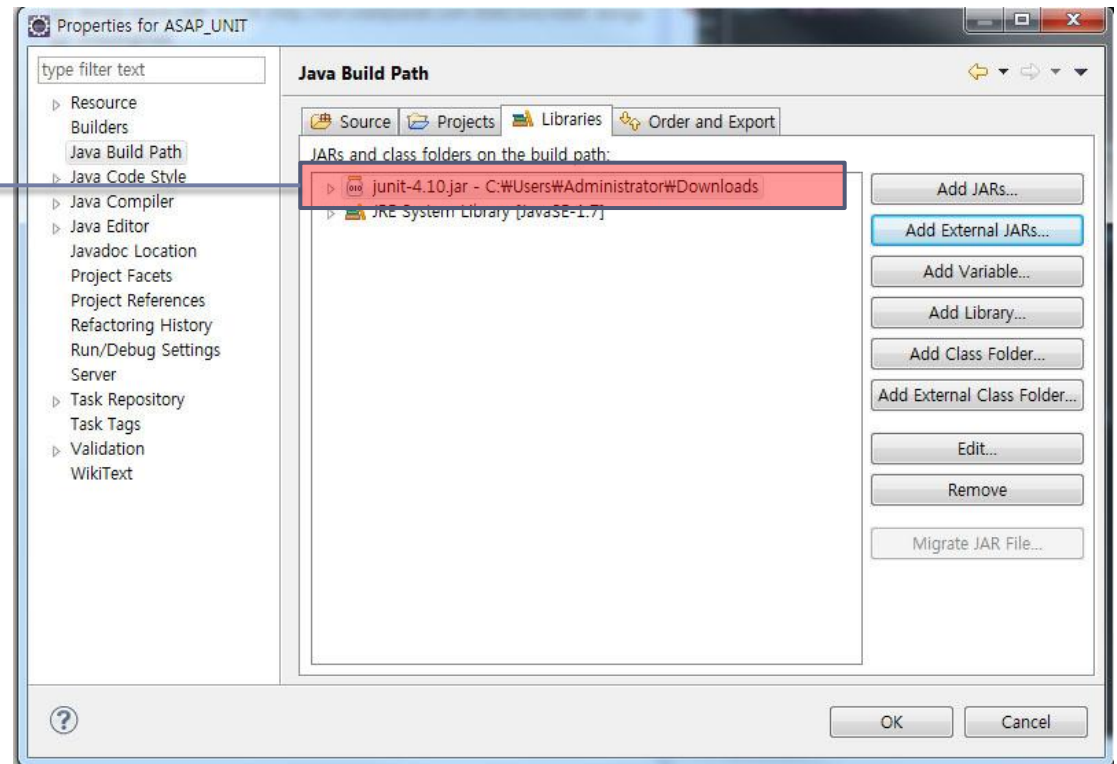 Properties for ASAP_UNIT
type filter text
Resource
Builders
Java Build Path
Java Code Style
Java Compiler
Java Editor
Javadoc Location
Project Facets
Project References
Refactoring History
Run/Debug Settings
Server
Task Repository
Task Tags
Validation
WikiText
Java Build Path
Source Projects Libraries Order and Export
JARs and class folders on the build path:
junit-4.10.jar - C:₩Users₩Administrator₩Downloads
JRE System Library [JavaSE-1.7]
Add JARs...
Add External JARs...
Add Variable...
Add Library...
Add Class Folder...
Add External Class Folder...
Edit...
Remove
Migrate JAR File...
OK Cancel